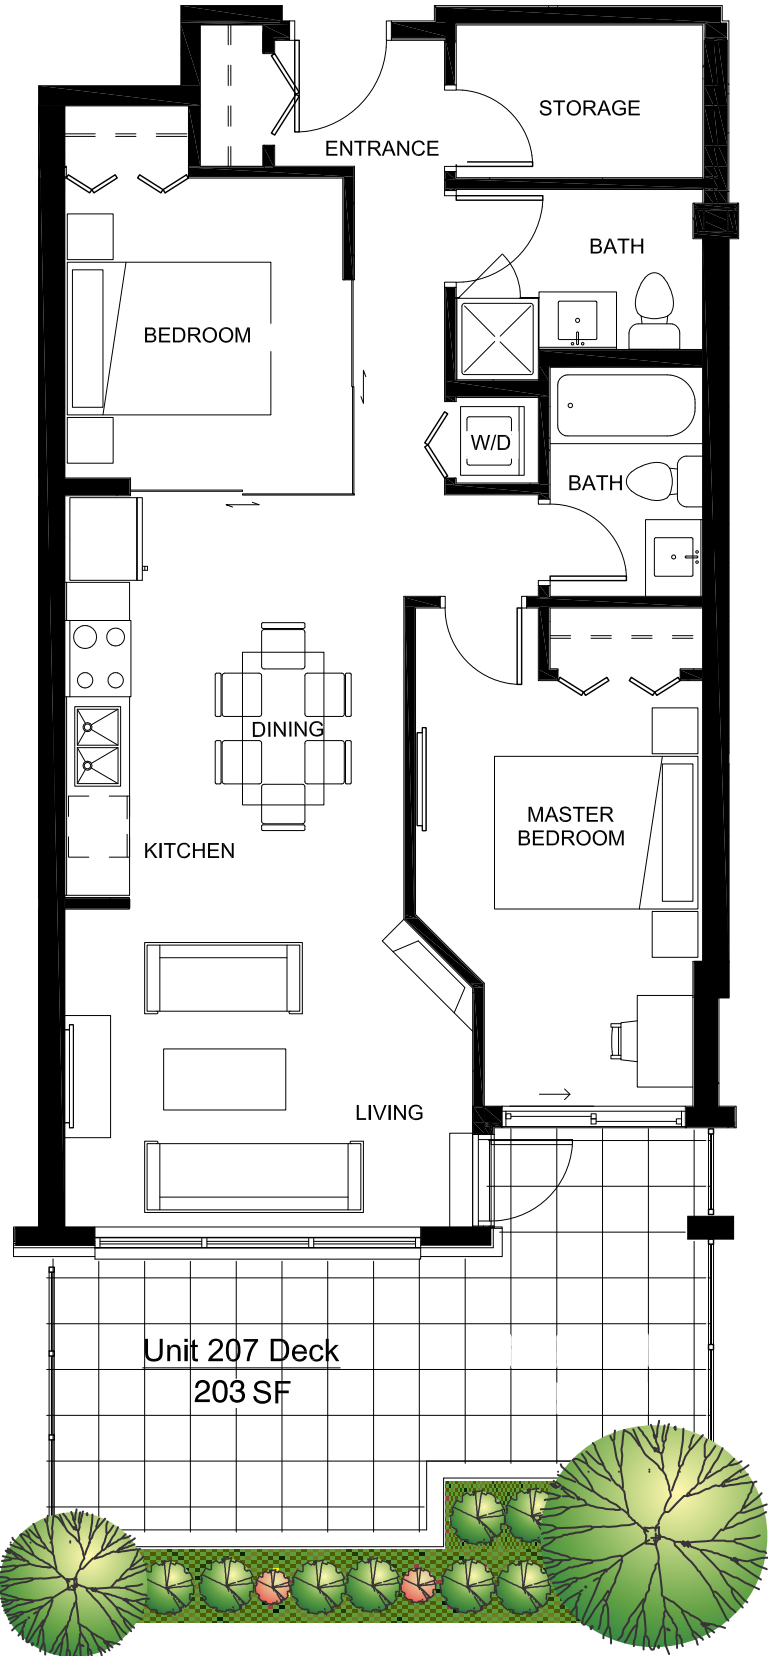 STORAGE
ENTRANCE
BATH
BEDROOM
W/D
BATH
DINING
MASTER
BEDROOM
KITCHEN
LIVING
Unit 207 Deck
203 SF